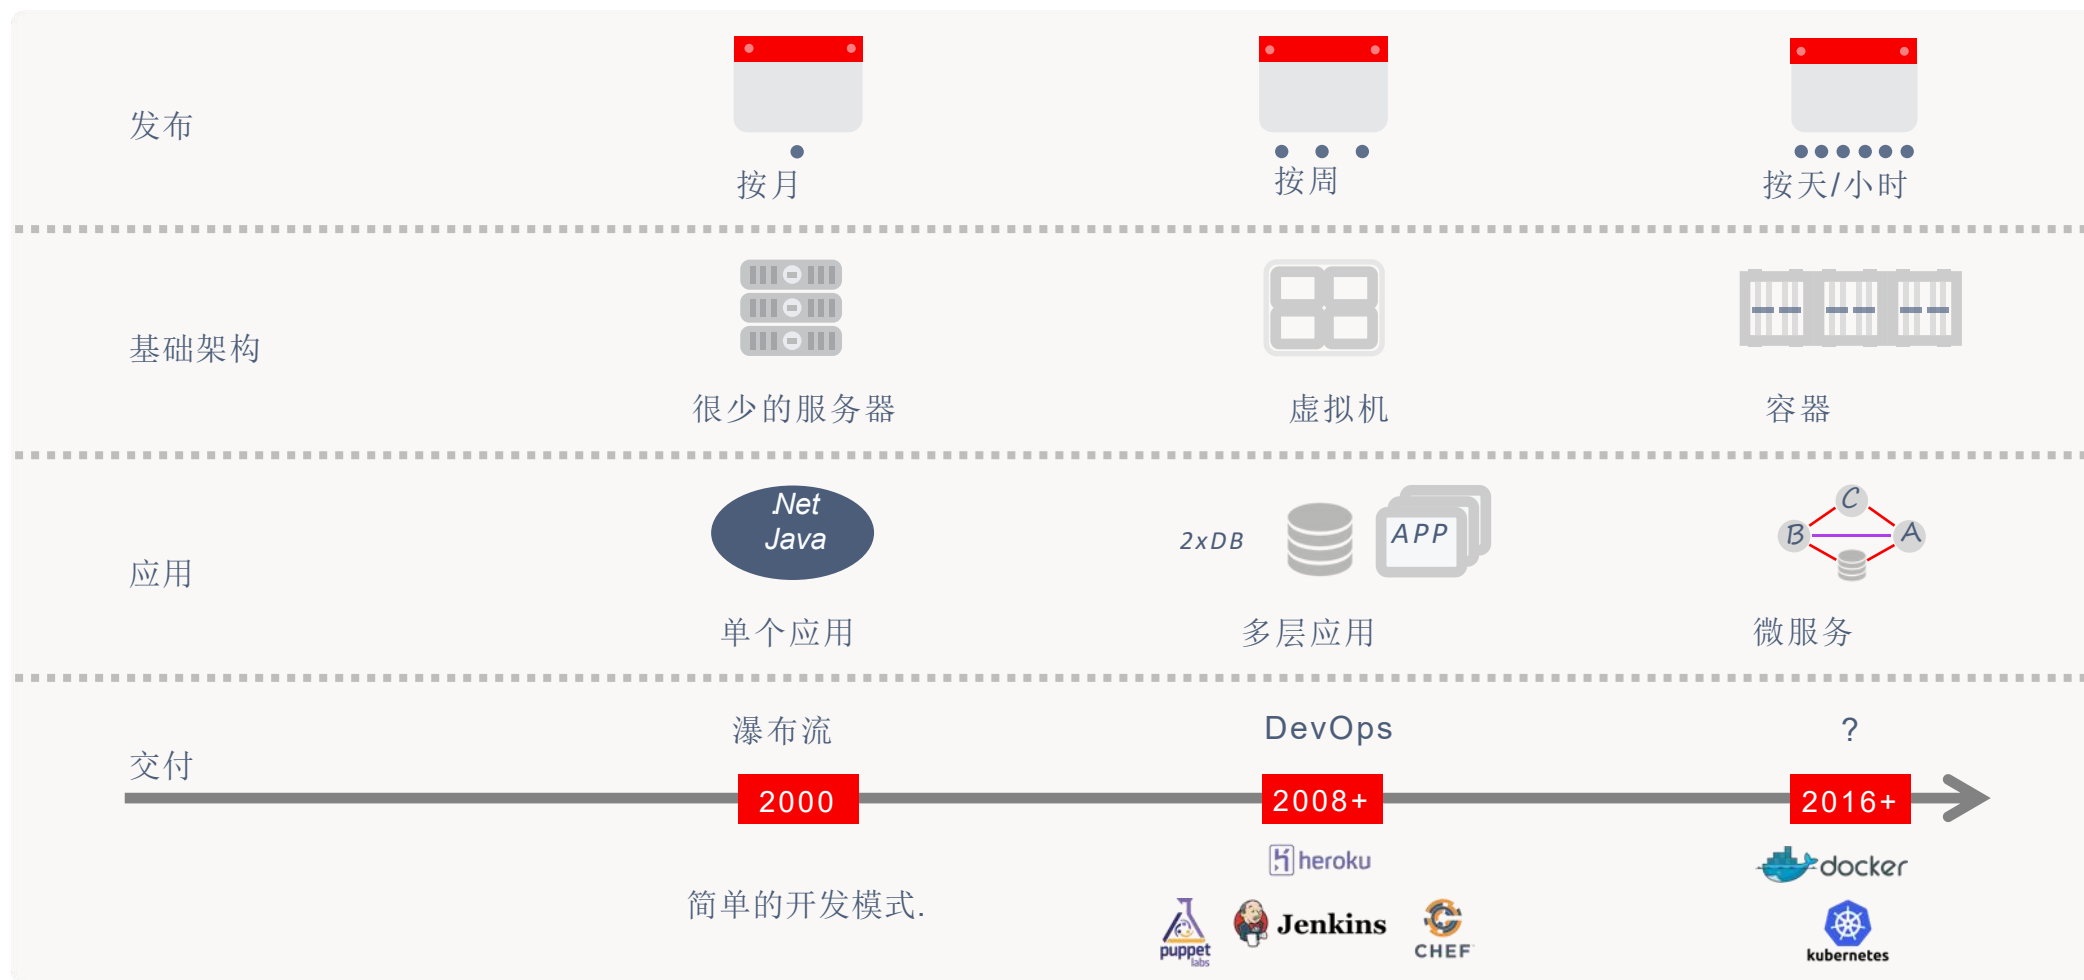 发布
按月
按周
按天/小时
基础架构
很少的服务器
虚拟机
容器
应用
.Net
Java
2xDB
APP
C
B
A
单个应用
多层应用
微服务
交付
瀑布流
DevOps
?
2000
2008+
2016+
简单的开发模式.
heroku
puppet
labs
Jenkins
CHEF
docker
kubernetes